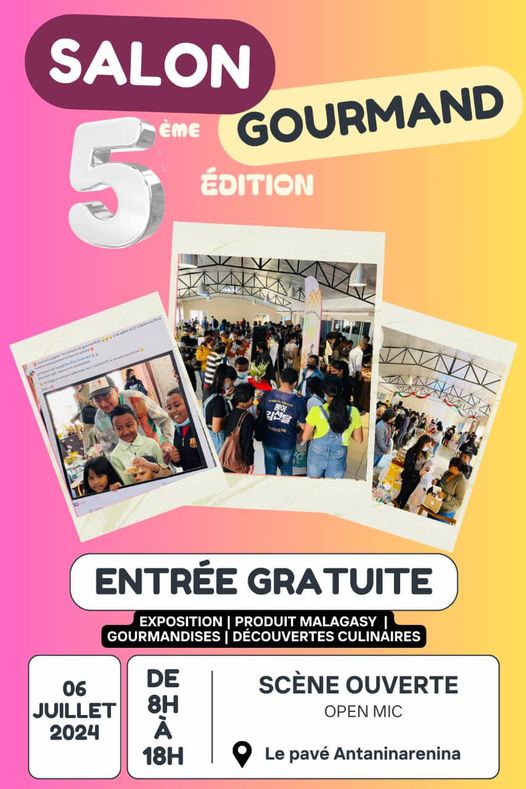 SALON
GOURMAND
5ÈME
ÉDITION
ENTRÉE GRATUITE
EXPOSITION | PRODUIT MALAGASY |
GOURMANDISES | DÉCOUVERTES CULINAIRES
06
JUILLET
2024
DE
8H
À
18H
SCÈNE OUVERTE
OPEN MIC
Le pavé Antaninarenina